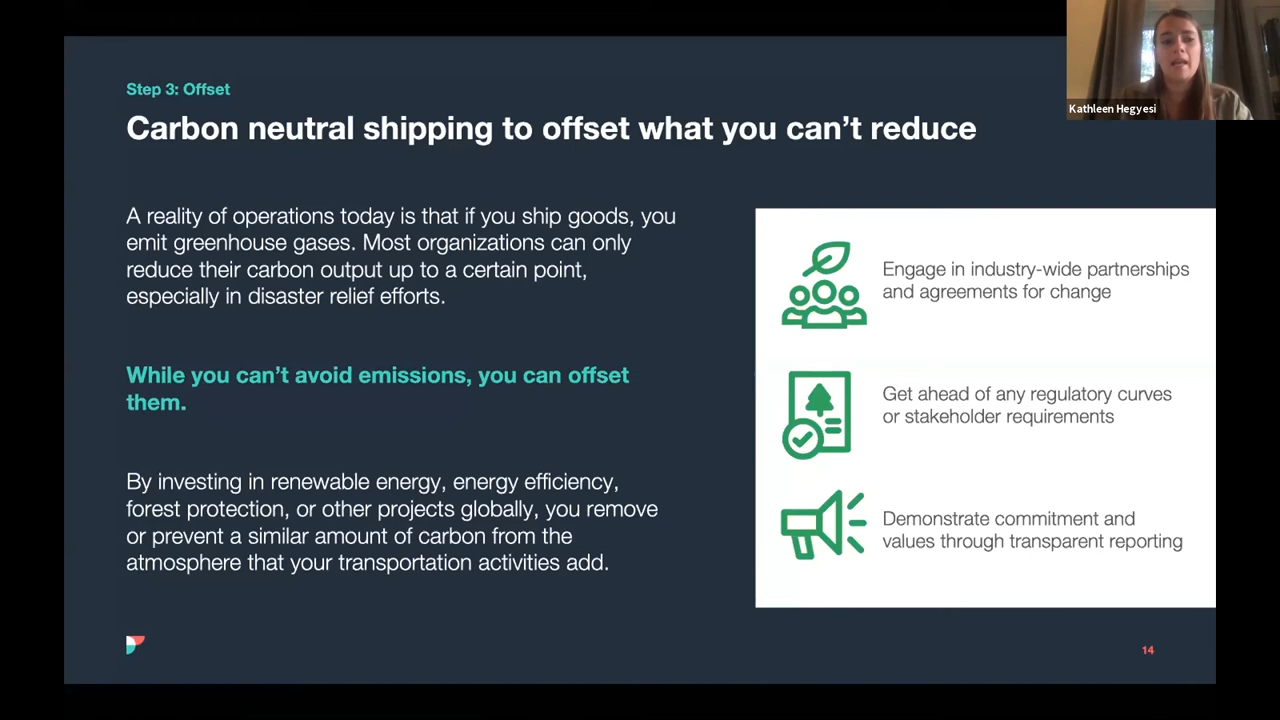 Step 3: Offset
Carbon neutral shipping to offset what you can’t reduce
A reality of operations today is that if you ship goods, you
emit greenhouse gases. Most organizations can only
reduce their carbon output up to a certain point,
especially in disaster relief efforts.
While you can’t avoid emissions, you can offset
them.
By investing in renewable energy, energy efficiency,
forest protection, or other projects globally, you remove
or prevent a similar amount of carbon from the
atmosphere that your transportation activities add.
Engage in industry-wide partnerships
and agreements for change
Get ahead of any regulatory curves
or stakeholder requirements
Demonstrate commitment and
values through transparent reporting
14
Kathleen Hegyesi